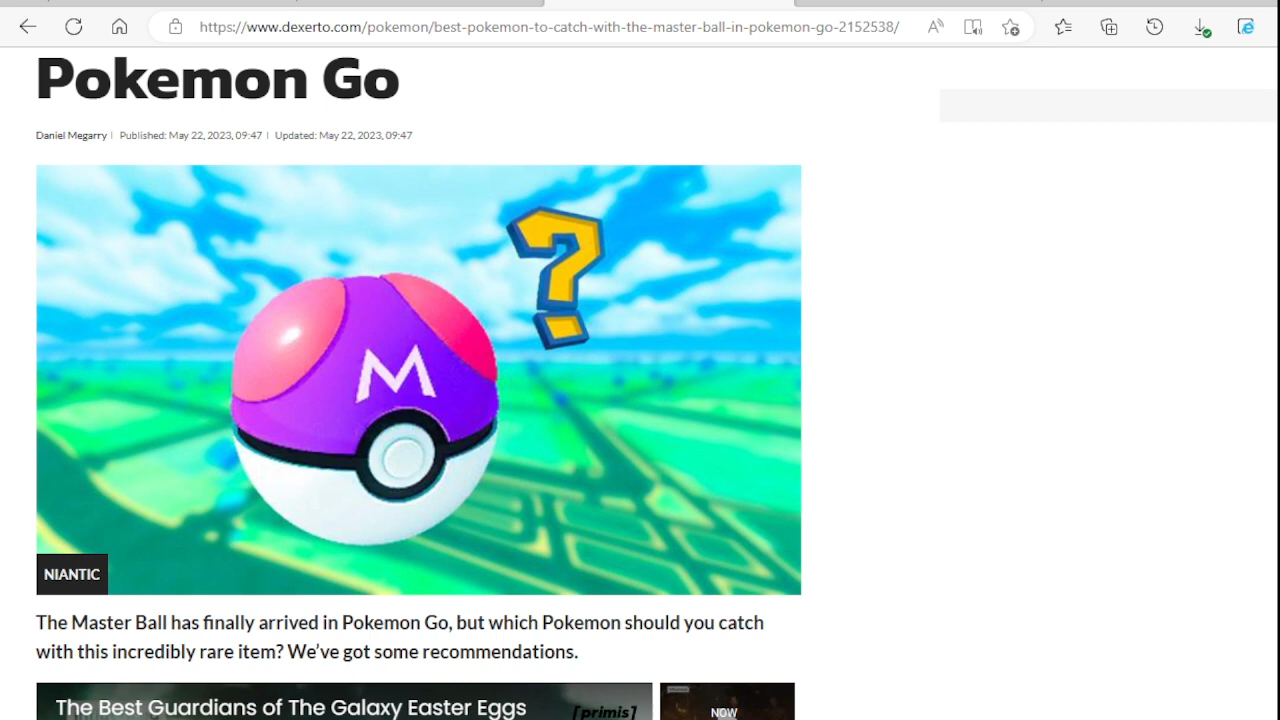 https://www.dexerto.com/pokemon/best-pokemon-to-catch-with-the-master-ball-in-pokemon-go-2152538/
Pokemon Go
Daniel Megarry | Published: May 22, 2023, 09:47 | Updated: May 22, 2023, 09:47
?
M
NIANTIC
The Master Ball has finally arrived in Pokemon Go, but which Pokemon should you catch
with this incredibly rare item? We've got some recommendations.
The Best Guardians of The Galaxy Easter Eggs
[primis]
NOW